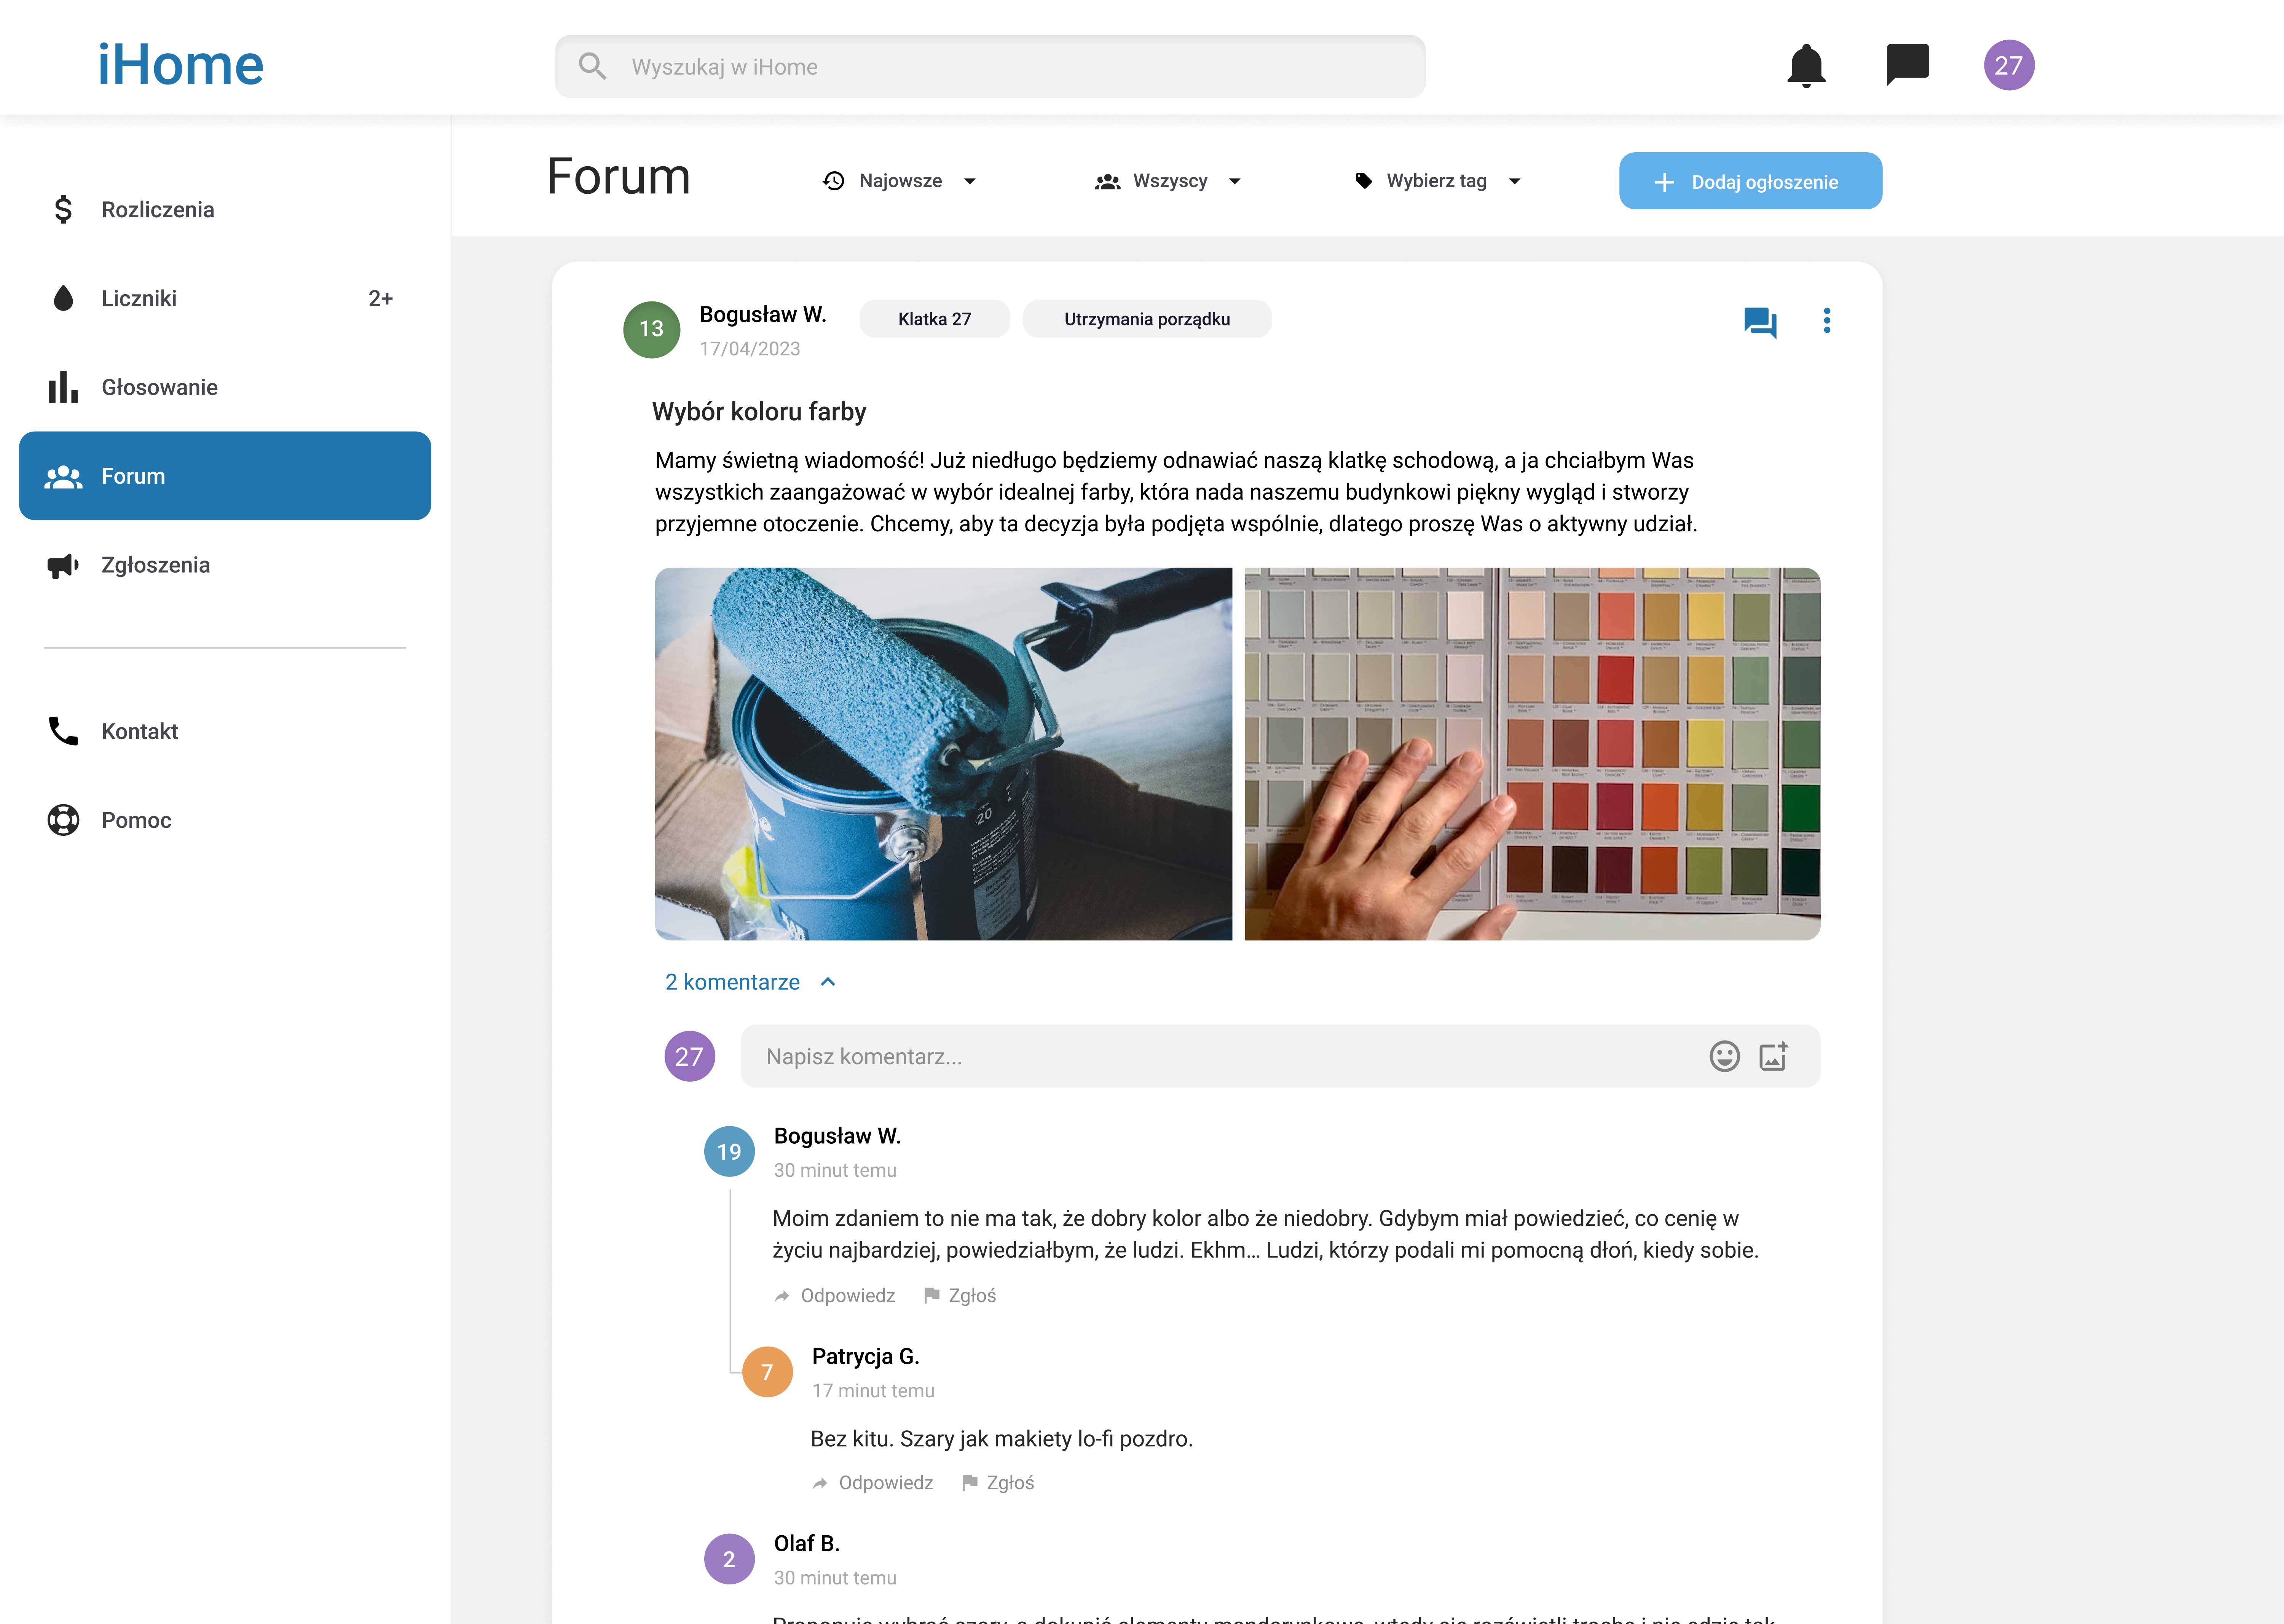 iHome
Wyszukaj w iHome
27
Rozliczenia
Liczniki 2+
Głosowanie
Forum
Zgłoszenia
Kontakt
Pomoc
Forum
Najowsze
Wszyscy
Wybierz tag
Dodaj ogłoszenie
13
Bogusław W.
17/04/2023
Klatka 27
Utrzymania porządku
Wybór koloru farby
Mamy świetną wiadomość! Już niedługo będziemy odnawiać naszą klatkę schodową, a ja chciałbym Was
wszystkich zaangażować w wybór idealnej farby, która nada naszemu budynkowi piękny wygląd i stworzy
przyjemne otoczenie. Chcemy, aby ta decyzja była podjęta wspólnie, dlatego proszę Was o aktywny udział.
20
2 komentarze
27
Napisz komentarz...
19
Bogusław W.
30 minut temu
Moim zdaniem to nie ma tak, że dobry kolor albo że niedobry. Gdybym miał powiedzieć, co cenię w
życiu najbardziej, powiedziałbym, że ludzi. Ekhm… Ludzi, którzy podali mi pomocną dłoń, kiedy sobie.
Odpowiedz
Zgłoś
7
Patrycja G.
17 minut temu
Bez kitu. Szary jak makiety lo-fi pozdro.
Odpowiedz
Zgłoś
2
Olaf B.
30 minut temu